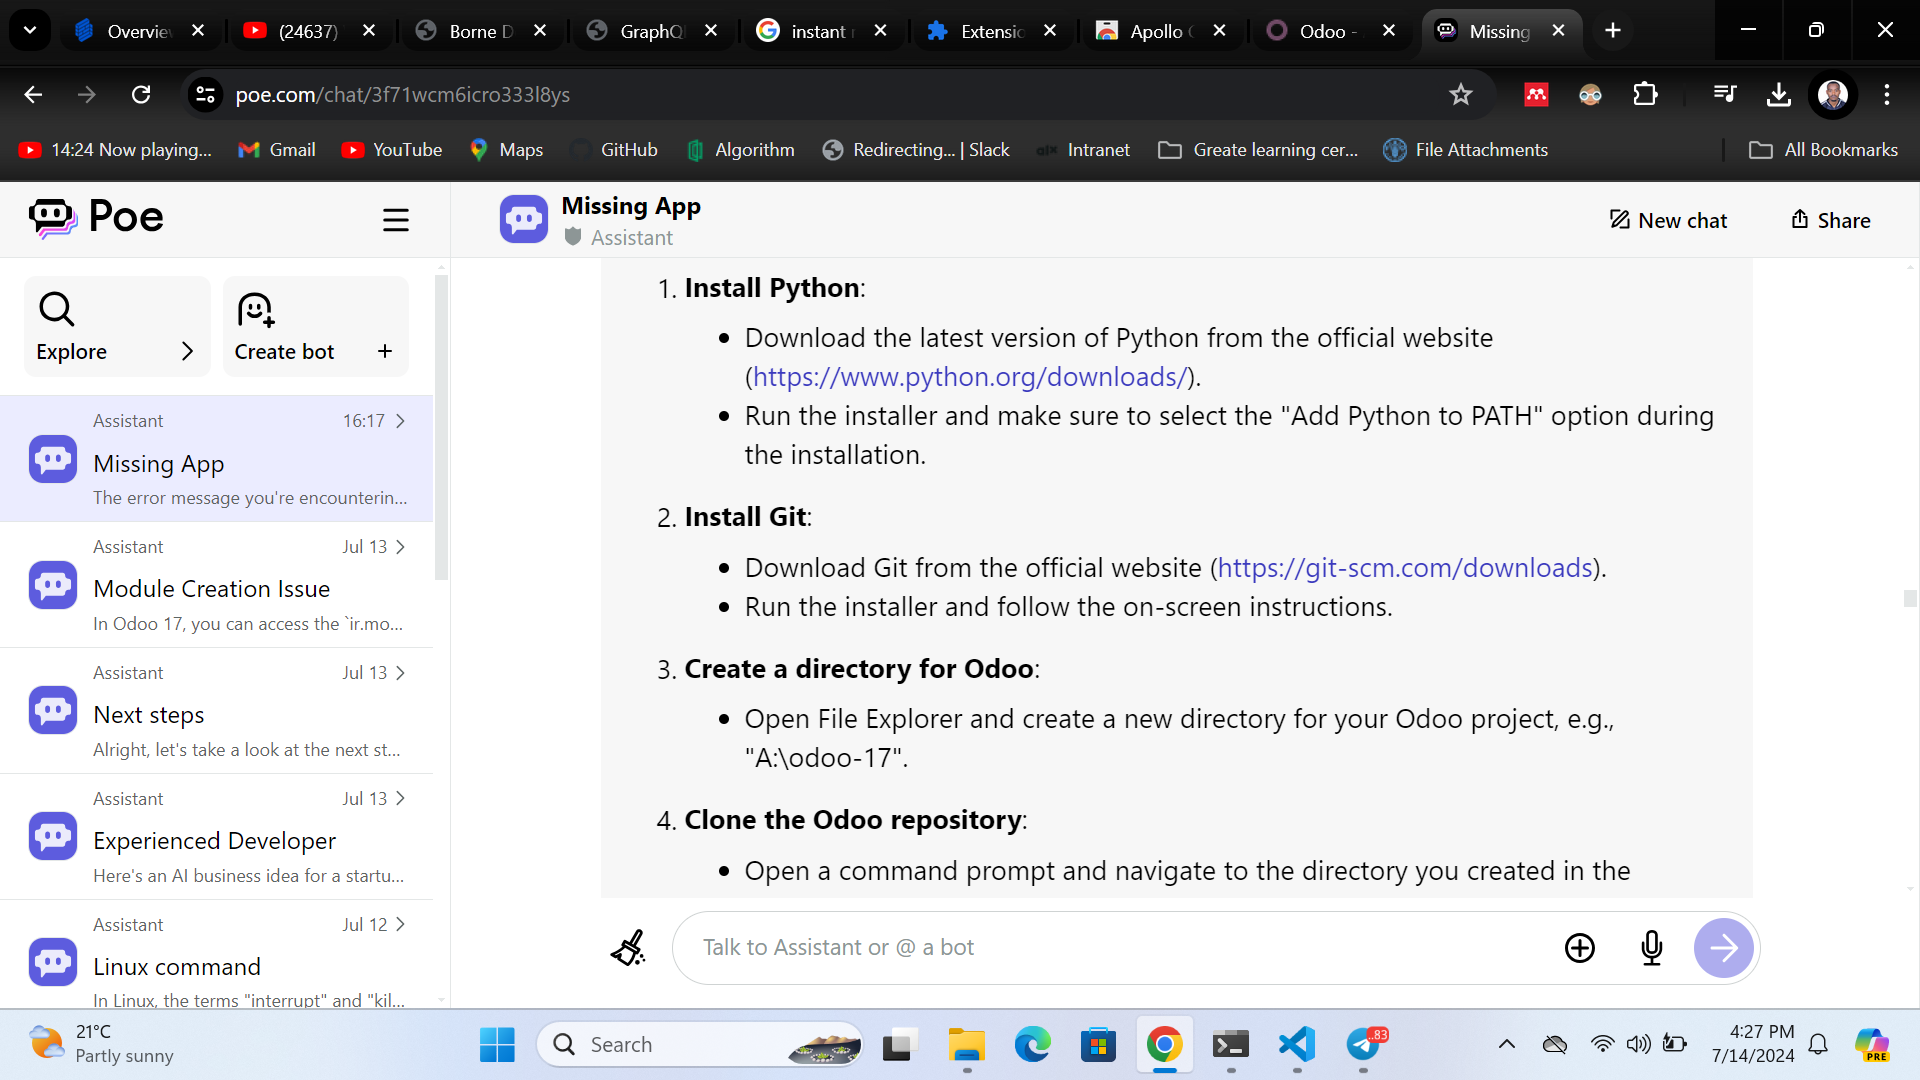 Overview
(24637)
Borne D
GraphQ
instant r
Extensio
Apollo
Odoo -
Missing
poe.com/chat/3f71wcm6icro333l8ys
14:24 Now playing...
Gmail
YouTube
Maps
GitHub
Algorithm
Redirecting... | Slack
Intranet
Greate learning cer...
File Attachments
All Bookmarks
Poe
Missing App
Assistant
New chat
Share
Explore
Create bot
Assistant 16:17
Missing App
The error message you're encounterin...
Assistant Jul 13
Module Creation Issue
In Odoo 17, you can access the `ir.mo...
Assistant Jul 13
Next steps
Alright, let's take a look at the next st...
Assistant Jul 13
Experienced Developer
Here's an AI business idea for a startu...
Assistant Jul 12
Linux command
In Linux, the terms "interrupt" and "kil...
1. Install Python:
• Download the latest version of Python from the official website
(https://www.python.org/downloads/).
• Run the installer and make sure to select the "Add Python to PATH" option during
the installation.
2. Install Git:
• Download Git from the official website (https://git-scm.com/downloads).
• Run the installer and follow the on-screen instructions.
3. Create a directory for Odoo:
• Open File Explorer and create a new directory for your Odoo project, e.g.,
"A:\odoo-17".
4. Clone the Odoo repository:
• Open a command prompt and navigate to the directory you created in the
Talk to Assistant or @ a bot
21°C
Partly sunny
Search
..83
4:27 PM
7/14/2024
PRE